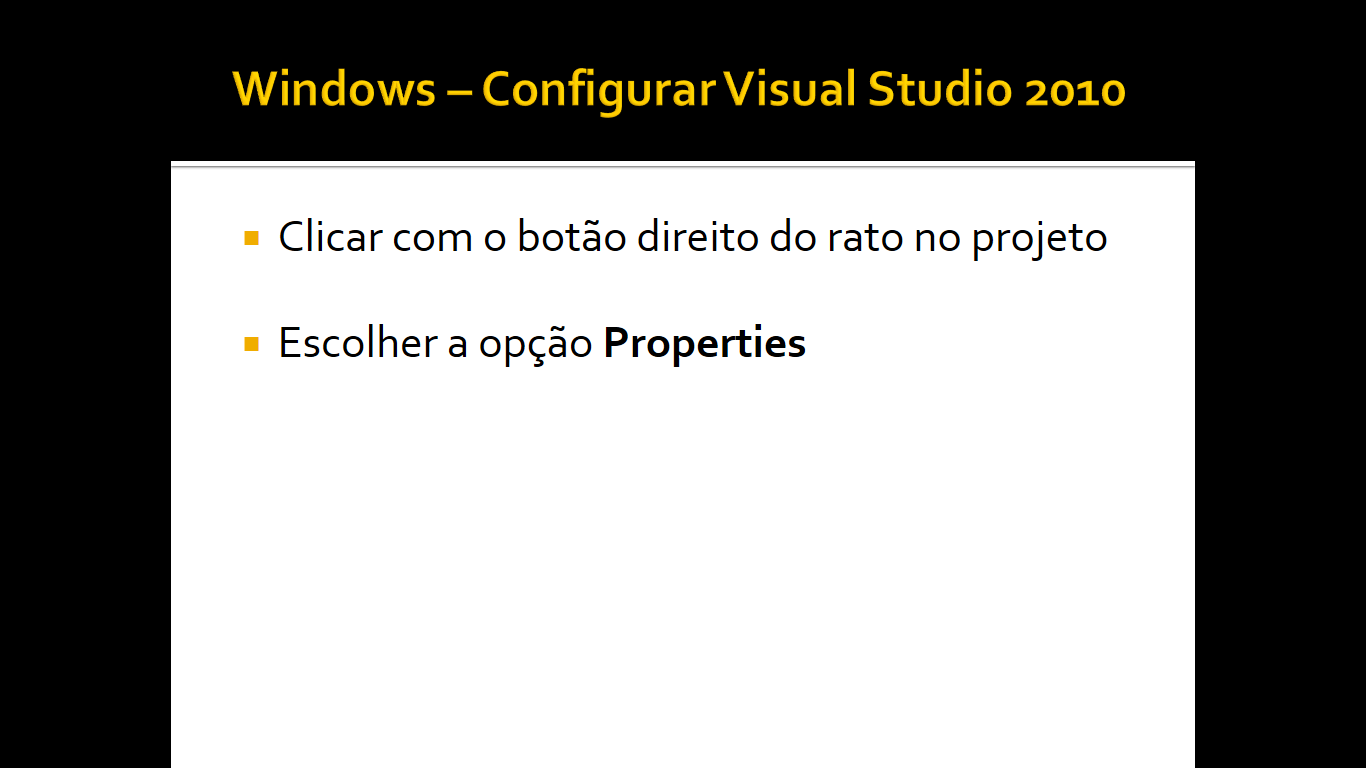 Windows – Configurar Visual Studio 2010
Clicar com o botão direito do rato no projeto
Escolher a opção Properties